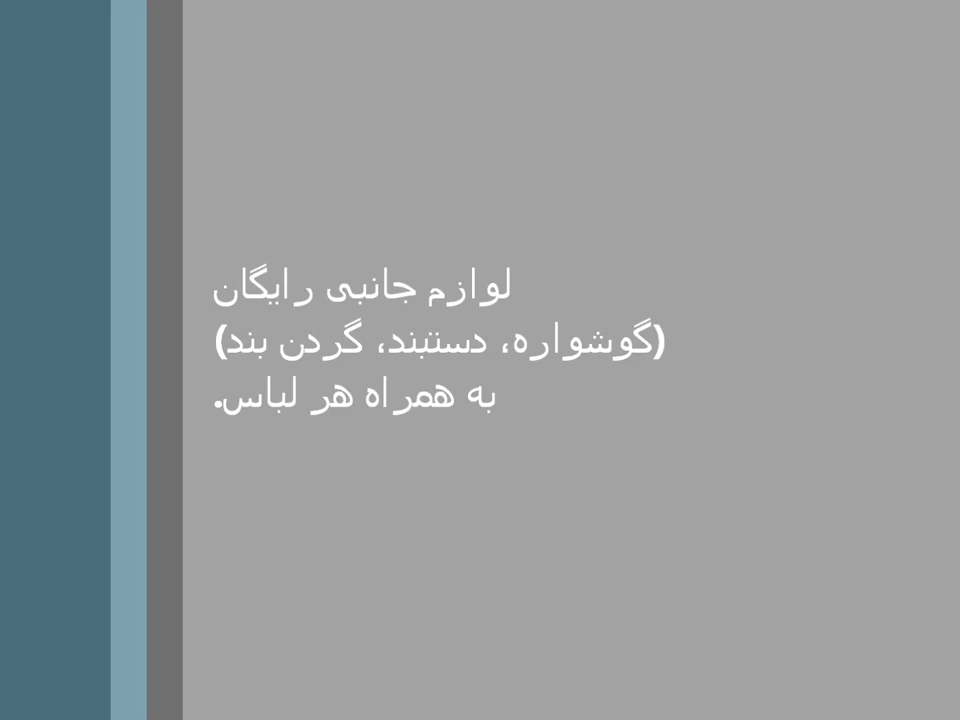 لوازم جانبی رایگان
(گوشواره، دستبند، گردن بند)
به همراه هر لباس.